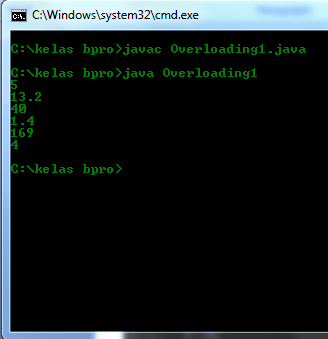 C:\Windows\system32\cmd.exe
C:\kelas bpro>javac Overloading1.java
C:\kelas bpro>java Overloading1
5
13.2
40
1.4
169
4
C:\kelas bpro>